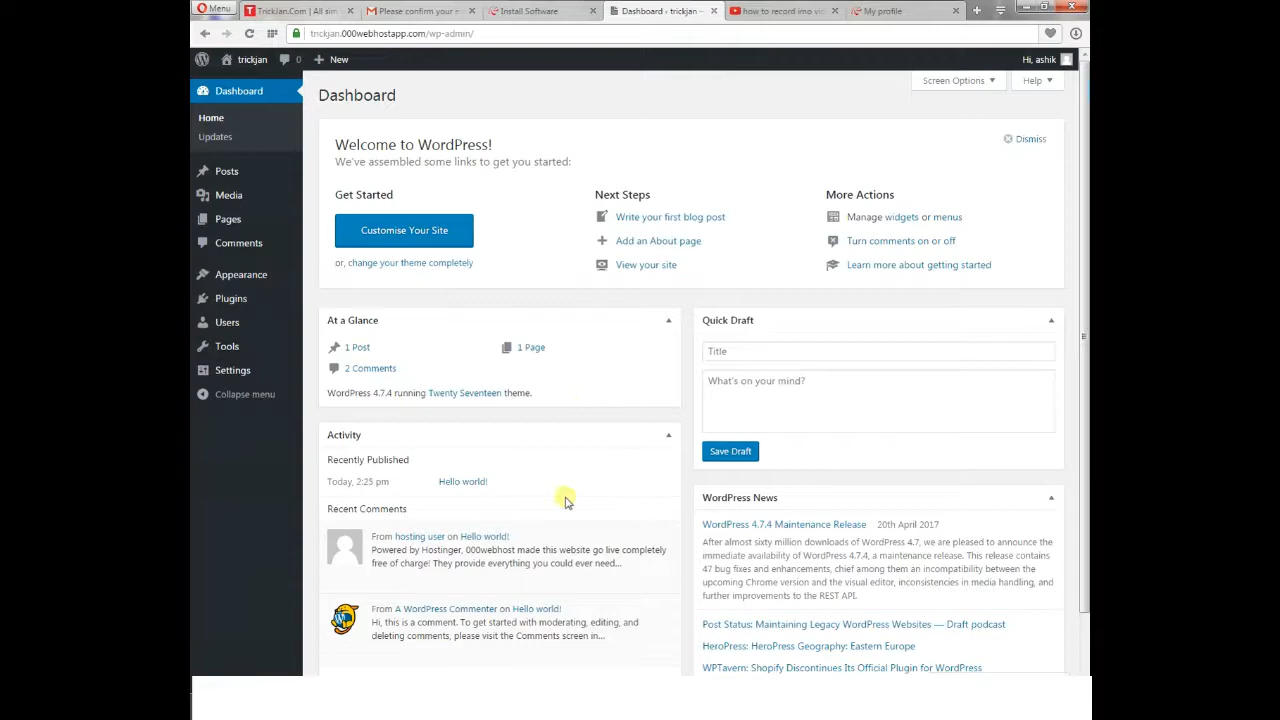 Menu
TrickJan.Com | All sim
Please confirm your e
Install Software
Dashboard ‹ trickjan —
how to record imo vid
My profile
trickjan.000webhostapp.com/wp-admin/
trickjan
0
New
Hi, ashik
Dashboard
Home
Updates
Posts
Media
Pages
Comments
Appearance
Plugins
Users
Tools
Settings
Collapse menu
Screen Options
Help
Dashboard
Welcome to WordPress!
Dismiss
We've assembled some links to get you started:
Get Started
Customise Your Site
or, change your theme completely
Next Steps
Write your first blog post
Add an About page
View your site
More Actions
Manage widgets or menus
Turn comments on or off
Learn more about getting started
At a Glance
1 Post
1 Page
2 Comments
WordPress 4.7.4 running Twenty Seventeen theme.
Activity
Recently Published
Today, 2:25 pm
Hello world!
Recent Comments
From hosting user on Hello world!
Powered by Hostinger, 000webhost made this website go live completely
free of charge! They provide everything you could ever need...
From A WordPress Commenter on Hello world!
Hi, this is a comment. To get started with moderating, editing, and
deleting comments, please visit the Comments screen in...
Quick Draft
Title
What's on your mind?
Save Draft
WordPress News
WordPress 4.7.4 Maintenance Release 20th April 2017
After almost sixty million downloads of WordPress 4.7, we are pleased to announce the
immediate availability of WordPress 4.7.4, a maintenance release. This release contains
47 bug fixes and enhancements, chief among them an incompatibility between the
upcoming Chrome version and the visual editor, inconsistencies in media handling, and
further improvements to the REST API.
Post Status: Maintaining Legacy WordPress Websites — Draft podcast
HeroPress: HeroPress Geography: Eastern Europe
WPTavern: Shopify Discontinues Its Official Plugin for WordPress